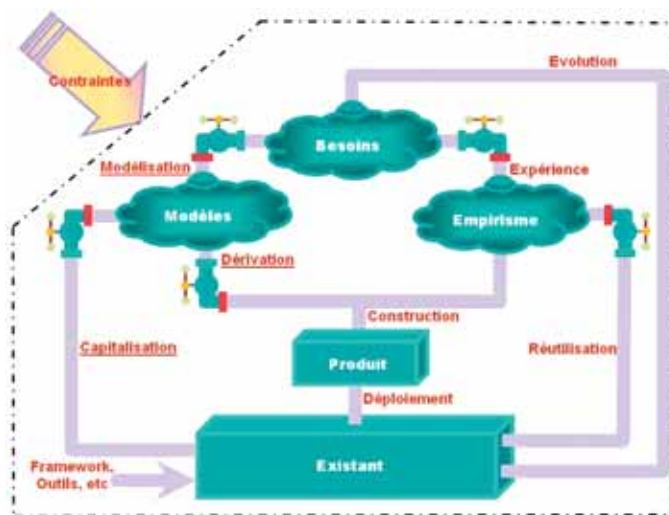 Contraintes
Evolution
Besoins
Modélisation
Expérience
Modèles
Empirisme
Dérivation
Construction
Capitalisation
Produit
Réutilisation
Déploiement
Framework,
Outils, etc
Existant